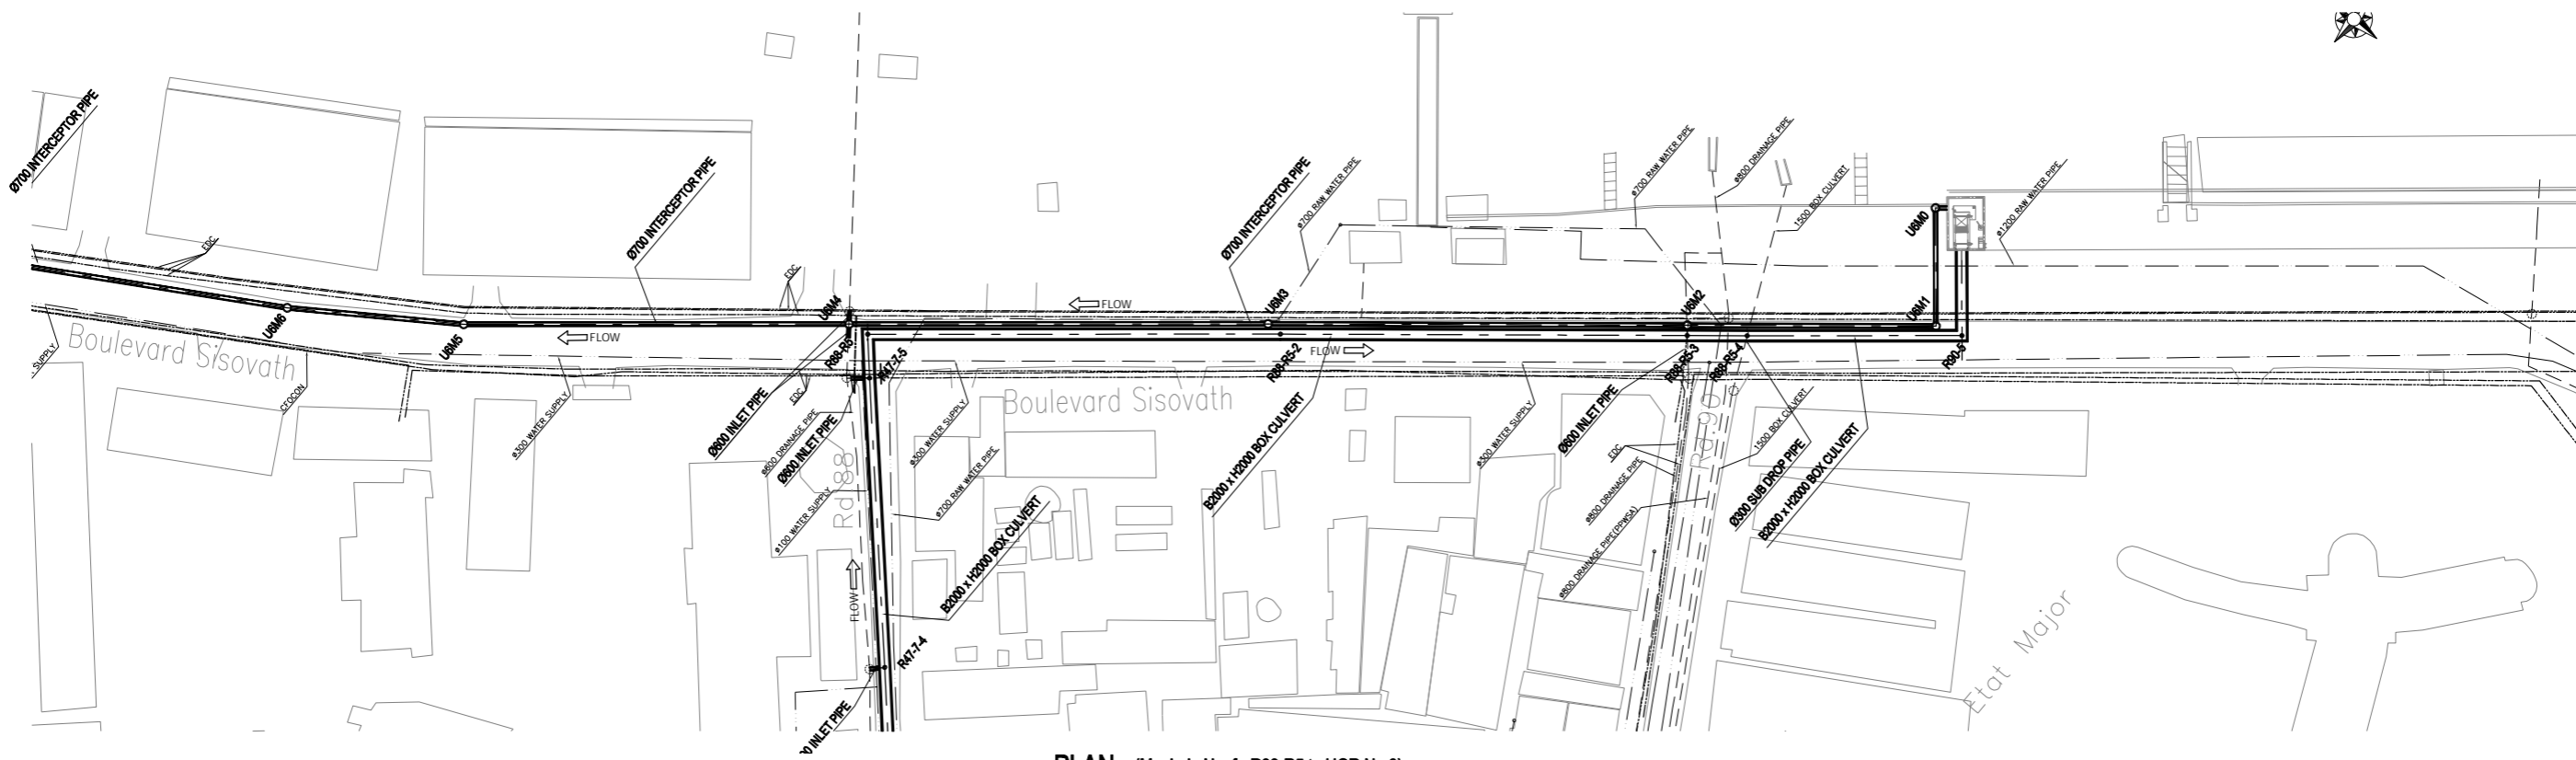 Ø700 INTERCEPTOR PIPE
EDC
U6M6
Boulevard Sisovath
SUPPLY
CFOCON
U6M5
FLOW
ø300 WATER SUPPLY
Ø700 INTERCEPTOR PIPE
EDC
U6M4
R88-R5
R47-7-5
Ø600 INLET PIPE
EDC
ø600 DRAINAGE PIPE
Ø600 INLET PIPE
ø100 WATER SUPPLY
Rd 88
FLOW
ø300 WATER SUPPLY
ø700 RAW WATER PIPE
B2000 x H2000 BOX CULVERT
R47-7-4
00 INLET PIPE
FLOW
Boulevard Sisovath
Ø700 INTERCEPTOR PIPE
ø700 RAW WATER PIPE
U6M3
R88-R5-2
FLOW
B2000 x H2000 BOX CULVERT
ø300 WATER SUPPLY
ø700 RAW WATER PIPE
ø800 DRAINAGE PIPE
1500 BOX CULVERT
U6M2
R88-R5-3
R88-R5-4
Ø600 INLET PIPE
EDC
ø800 DRAINAGE PIPE
ø800 DRAINAGE PIPE(PPWSA)
Rd.90
1500 BOX CULVERT
Ø300 SUB DROP PIPE
B2000 x H2000 BOX CULVERT
U6M0
U6M1
R90-5
ø1200 RAW WATER PIPE
Etat Major
PLAN